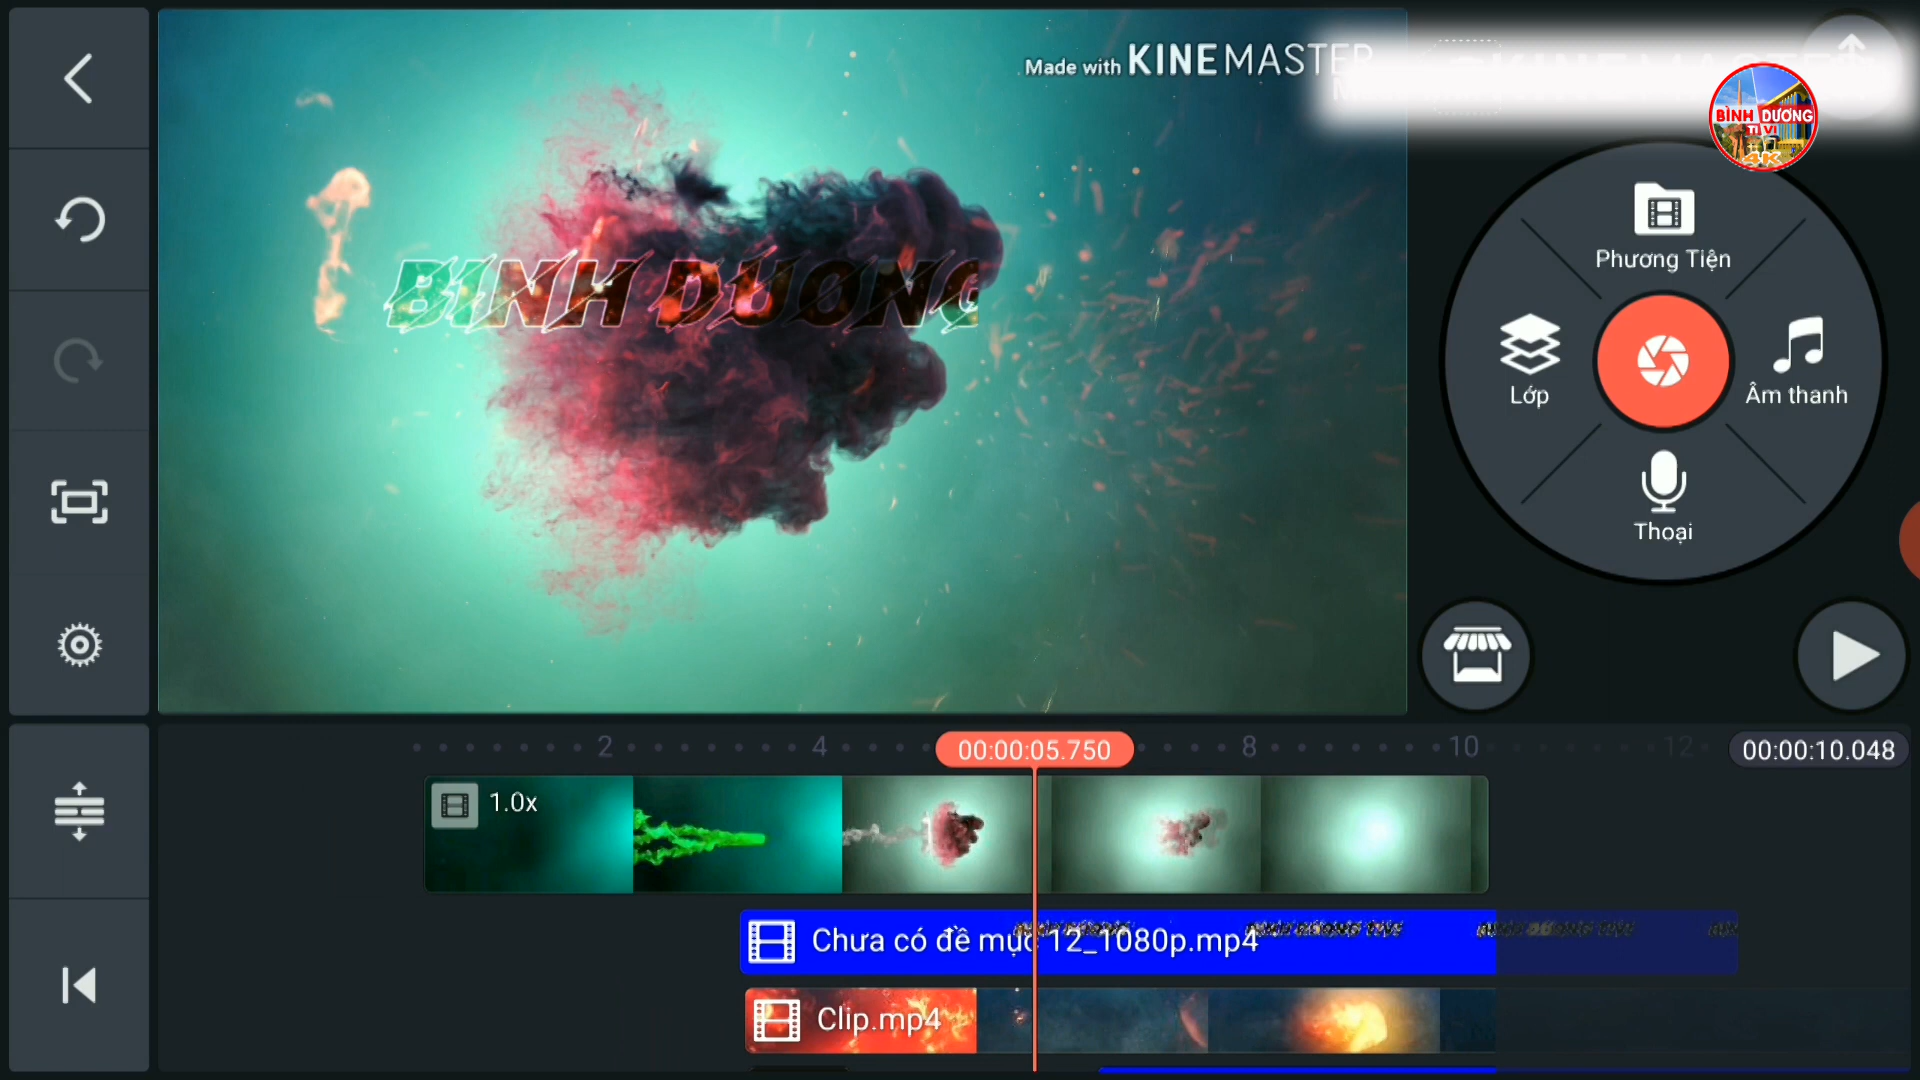 Made with KINEMASTER
BÌNH DƯƠNG
TI VI
4K
BINH DƯƠNG
Phương Tiện
Lớp
Âm thanh
Thoại
2
4
00:00:05.750
8
10
12
00:00:10.048
1.0x
Chưa có đề mục 12_1080p.mp4
Clip.mp4